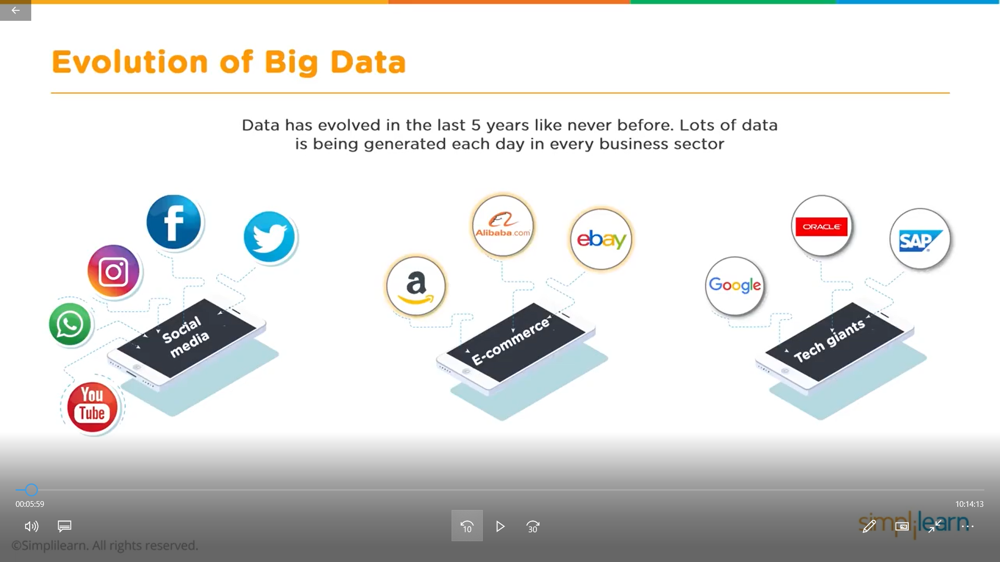 Evolution of Big Data
Data has evolved in the last 5 years like never before. Lots of data
is being generated each day in every business sector
f
Alibaba.com
ebay
ORACLE
SAP
a
Google
You
Tube
Social
media
E-commerce
Tech giants
00:05:59
10:14:13
10
30
simplilearn.
©Simplilearn. All rights reserved.